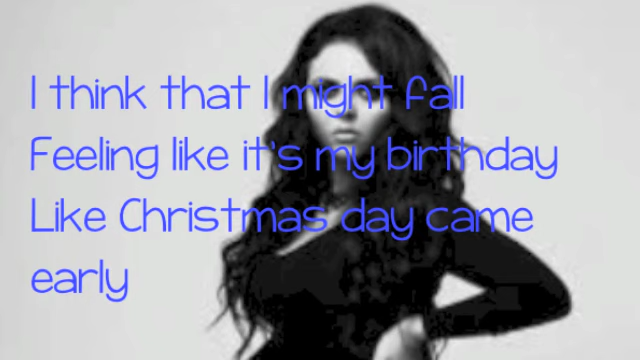 I think that I might fall
Feeling like it's my birthday
Like Christmas day came
early